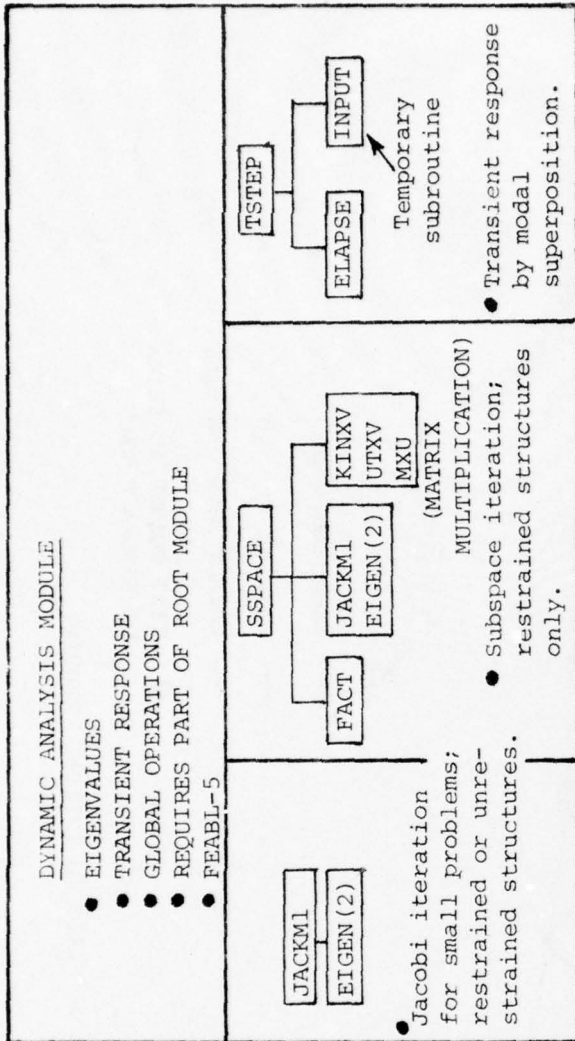 DYNAMIC ANALYSIS MODULE
● EIGENVALUES
● TRANSIENT RESPONSE
● GLOBAL OPERATIONS
● REQUIRES PART OF ROOT MODULE
● FEABL-5
JACKM1
EIGEN(2)
● Jacobi iteration
for small problems;
restrained or unre-
strained structures.
SSPACE
FACT
JACKM1
EIGEN(2)
KINXV
UTXV
MXU
(MATRIX
MULTIPLICATION)
● Subspace iteration;
restrained structures
only.
TSTEP
ELAPSE
INPUT
Temporary
subroutine
● Transient response
by modal
superposition.